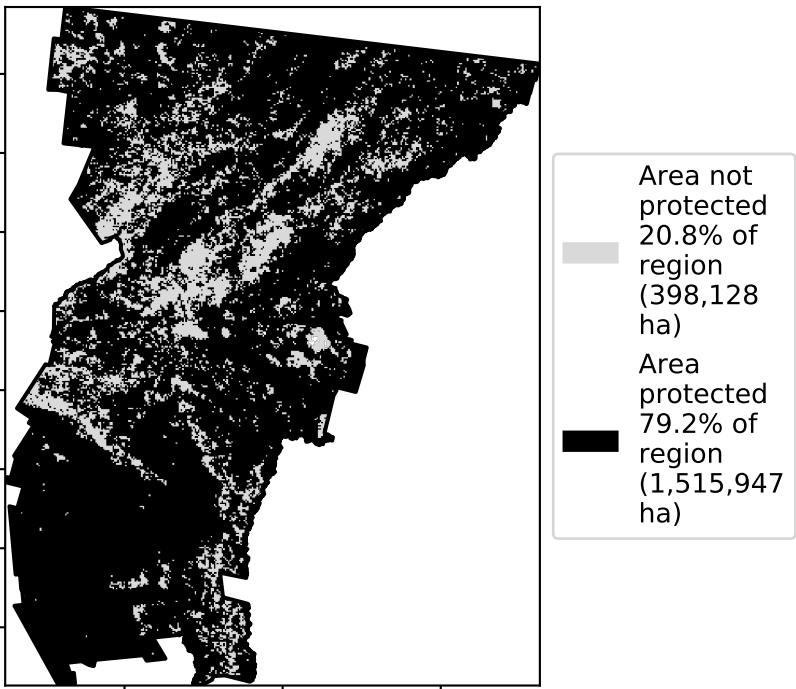 Area not
protected
20.8% of
region
(398,128
ha)
Area
protected
79.2% of
region
(1,515,947
ha)